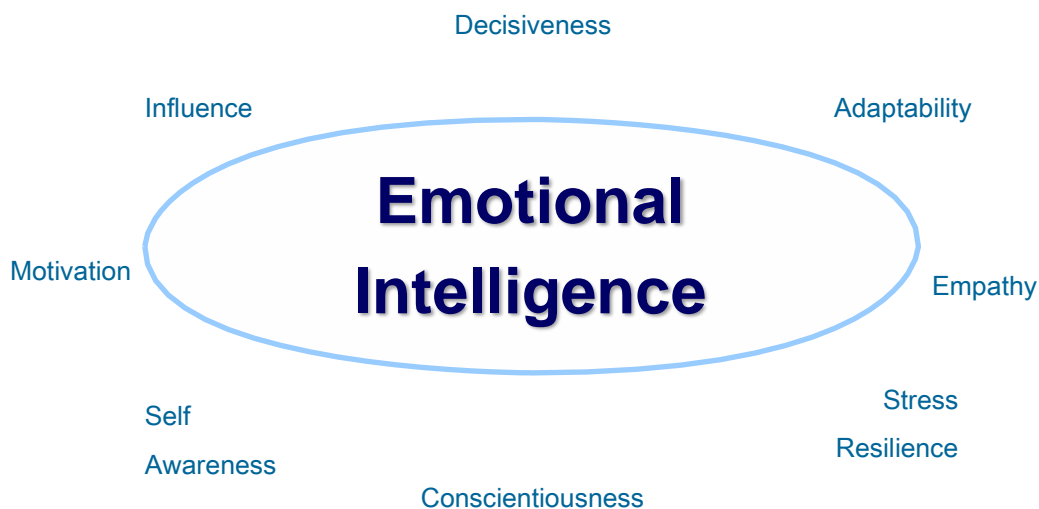 Decisiveness
Influence
Adaptability
Emotional
Intelligence
Motivation
Empathy
Self
Awareness
Stress
Resilience
Conscientiousness